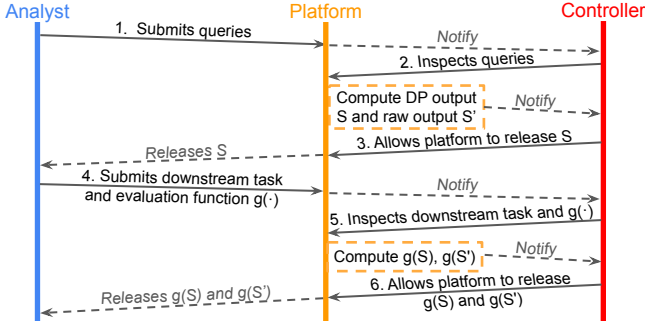 Analyst
Platform
Controller
1. Submits queries
Notify
2. Inspects queries
Compute DP output
S and raw output S’
Notify
3. Allows platform to release S
Releases S
4. Submits downstream task
and evaluation function g(·)
Notify
5. Inspects downstream task and g(·)
Compute g(S), g(S')
Notify
6. Allows platform to release
g(S) and g(S')
Releases g(S) and g(S’)